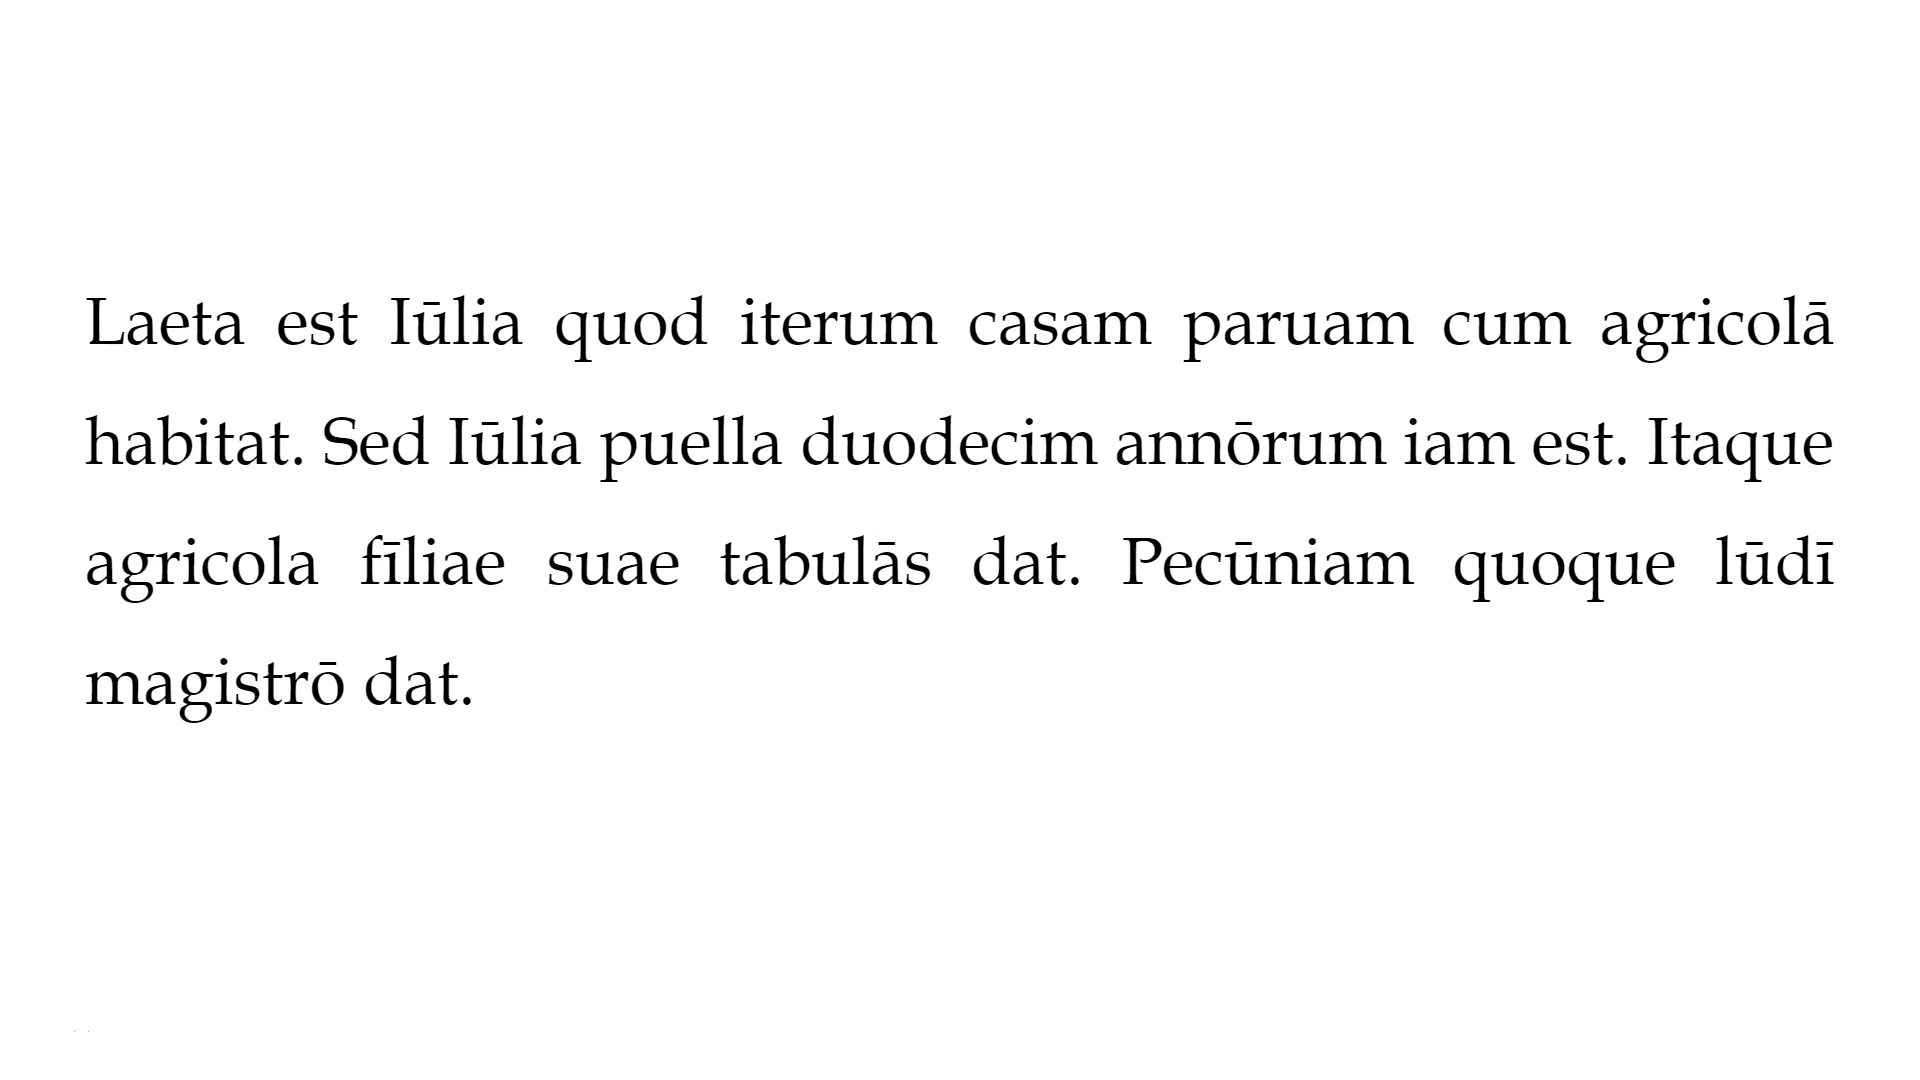 Laeta est Iūlia quod iterum casam paruam cum agricolā
habitat. Sed Iūlia puella duodecim annōrum iam est. Itaque
agricola fīliae suae tabulās dat. Pecūniam quoque lūdī
magistrō dat.